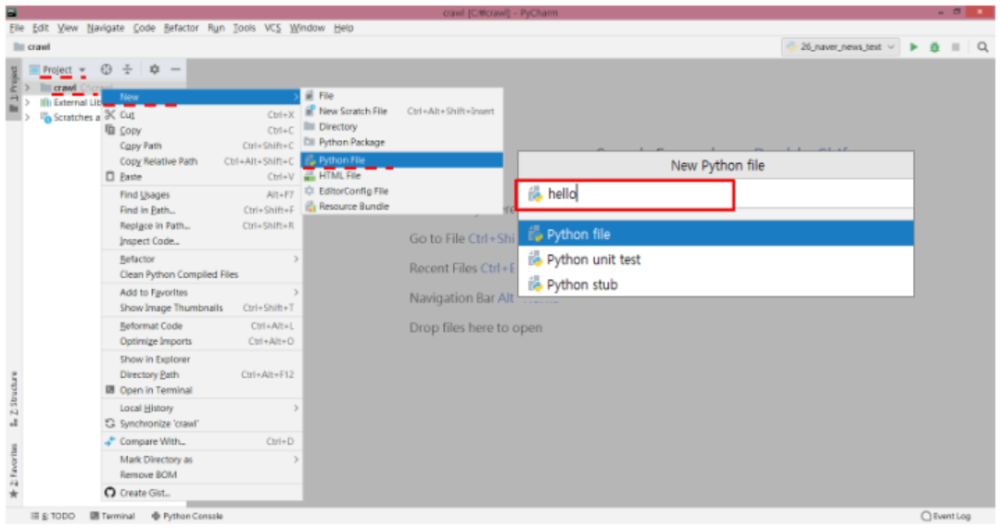 crawl [C:₩crawl] - PyCharm
File Edit View Navigate Code Refactor Run Tools VCS Window Help
crawl
26_naver_news_text
1: Project
Project
crawl
External Lib
Scratches a
New
Cut Ctrl+X
Copy Ctrl+C
Copy Path Ctrl+Shift+C
Copy Relative Path Ctrl+Alt+Shift+C
Paste Ctrl+V
Find Usages Alt+F7
Find in Path... Ctrl+Shift+F
Replace in Path... Ctrl+Shift+R
Inspect Code...
Refactor
Clean Python Compiled Files
Add to Favorites
Show Image Thumbnails Ctrl+Shift+T
Reformat Code Ctrl+Alt+L
Optimize Imports Ctrl+Alt+O
Show in Explorer
Directory Path Ctrl+Alt+F12
Open in Terminal
Local History
Synchronize 'crawl'
Compare With... Ctrl+D
Mark Directory as
Remove BOM
Create Gist...
File
New Scratch File Ctrl+Alt+Shift+Insert
Directory
Python Package
Python File
HTML File
EditorConfig File
Resource Bundle
New Python file
hello
Python file
Python unit test
Python stub
Go to File Ctrl+Shi
Recent Files Ctrl+E
Navigation Bar Alt
Drop files here to open
Z: Structure
2: Favorites
6: TODO Terminal Python Console
Event Log